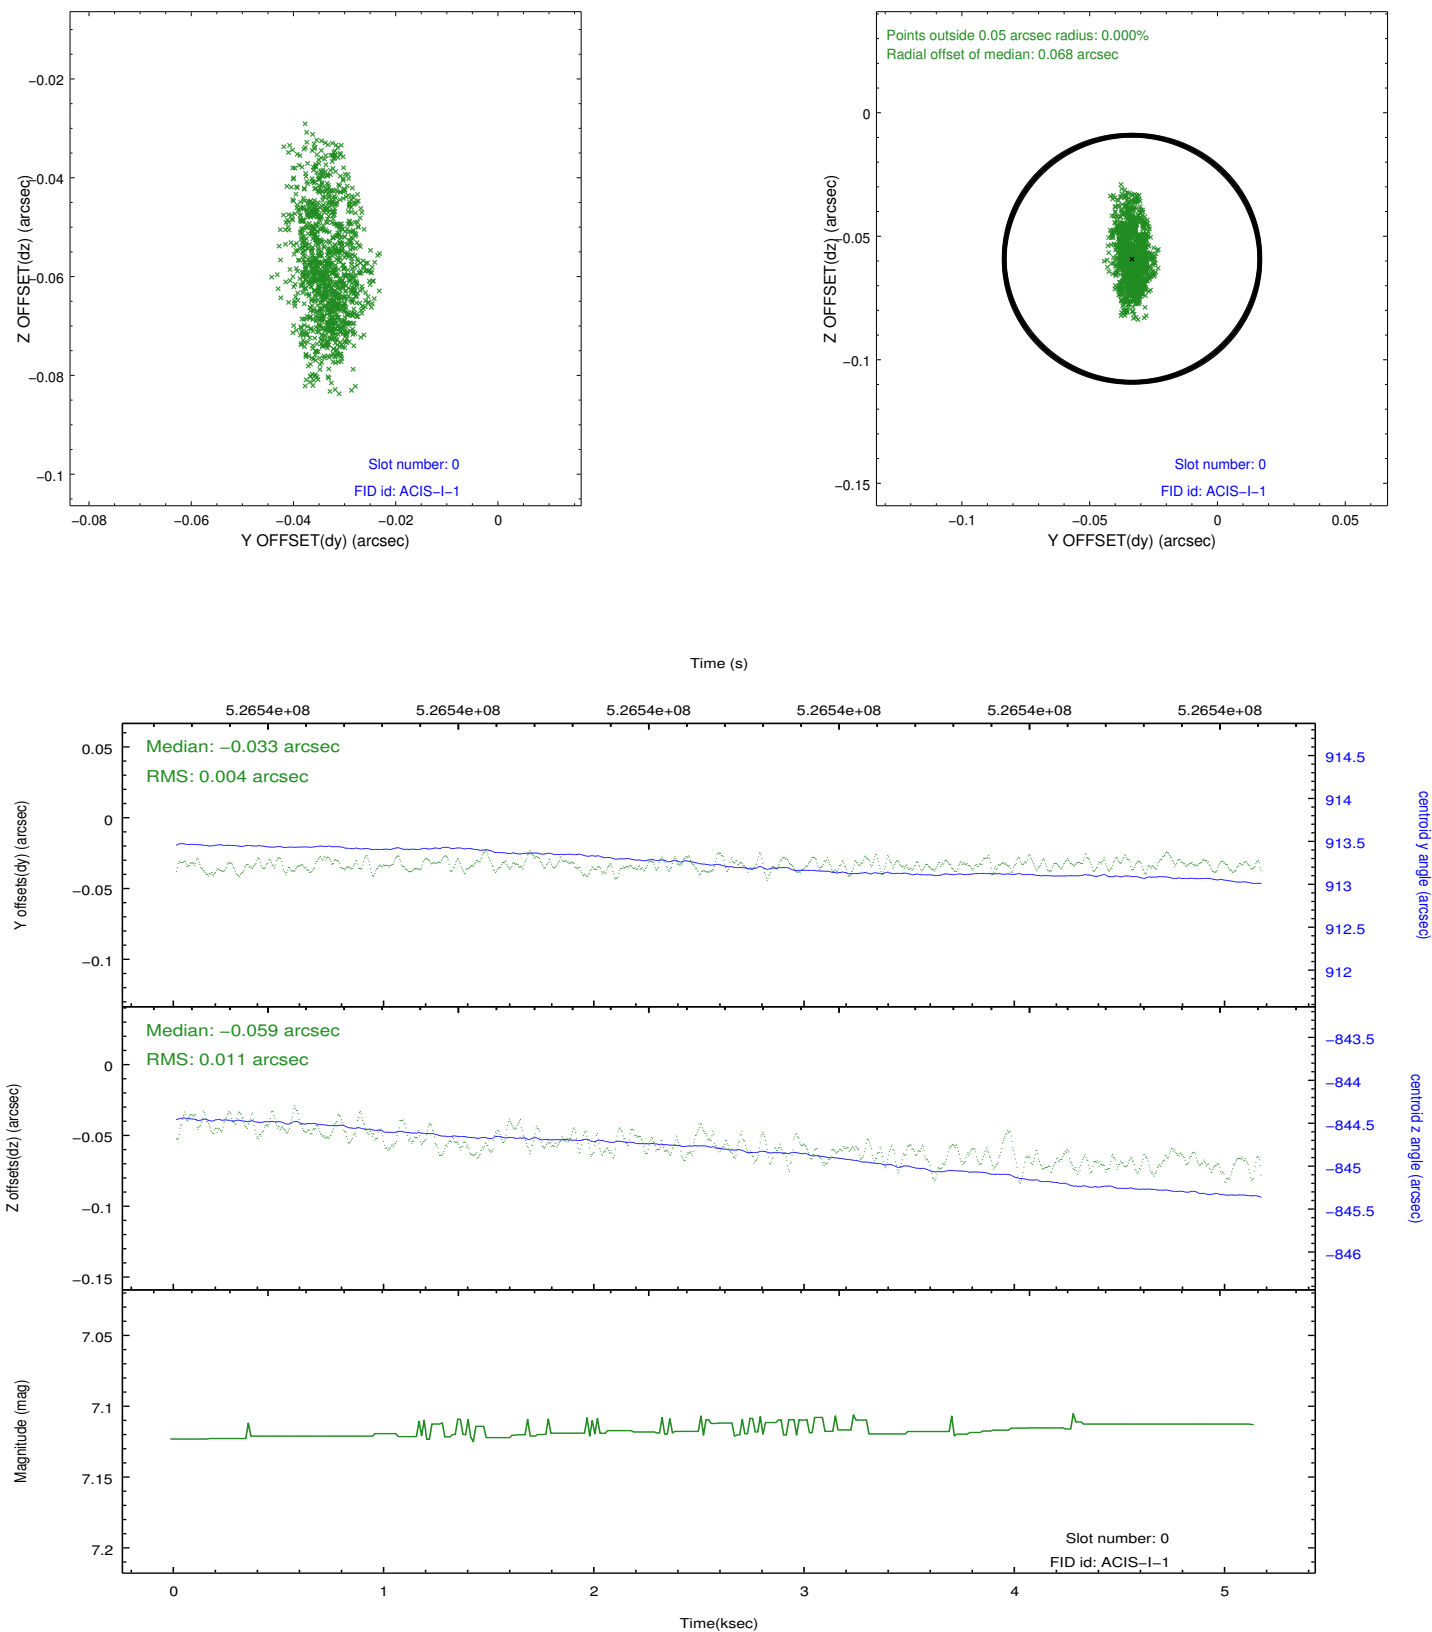 −0.02
−0.04
−0.06
−0.08
−0.1
Z OFFSET(dz) (arcsec)
Slot number: 0
FID id: ACIS−I−1
−0.08 −0.06 −0.04 −0.02 0
Y OFFSET(dy) (arcsec)
Points outside 0.05 arcsec radius: 0.000%
Radial offset of median: 0.068 arcsec
0
−0.05
−0.1
−0.15
Z OFFSET(dz) (arcsec)
Slot number: 0
FID id: ACIS−I−1
−0.1 −0.05 0 0.05
Y OFFSET(dy) (arcsec)
Time (s)
5.2654e+08 5.2654e+08 5.2654e+08 5.2654e+08 5.2654e+08 5.2654e+08
Median: −0.033 arcsec
RMS: 0.004 arcsec
0.05
0
−0.05
−0.1
Y offsets(dy) (arcsec)
914.5
914
913.5
913
912.5
912
centroid y angle (arcsec)
Median: −0.059 arcsec
RMS: 0.011 arcsec
0
−0.05
−0.1
−0.15
Z offsets(dz) (arcsec)
−843.5
−844
−844.5
−845
−845.5
−846
centroid z angle (arcsec)
7.05
7.1
7.15
7.2
Magnitude (mag)
Slot number: 0
FID id: ACIS−I−1
0 1 2 3 4 5
Time(ksec)